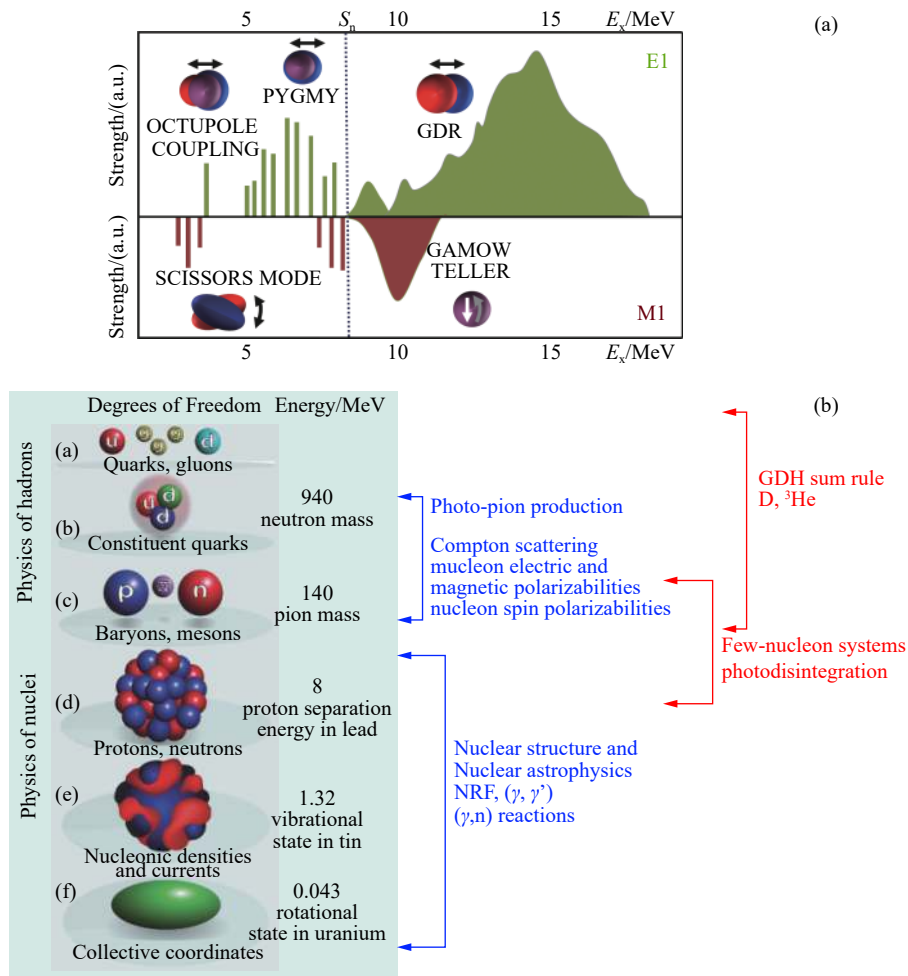 5 Sₙ 10 15 Eₓ/MeV (a)
Strength/(a.u.)
E1
PYGMY
OCTUPOLE
COUPLING
GDR
Strength/(a.u.)
SCISSORS MODE
GAMOW
TELLER
M1
5 10 15 Eₓ/MeV
(b)
Degrees of Freedom Energy/MeV
Physics of hadrons
(a)
u d
Quarks, gluons
(b)
u d
d
Constituent quarks
940
neutron mass
(c)
p n
Baryons, mesons
140
pion mass
Physics of nuclei
(d)
Protons, neutrons
8
proton separation
energy in lead
(e)
Nucleonic densities
and currents
1.32
vibrational
state in tin
(f)
Collective coordinates
0.043
rotational
state in uranium
Photo-pion production
Compton scattering
mucleon electric and
magnetic polarizabilities
nucleon spin polarizabilities
Nuclear structure and
Nuclear astrophysics
NRF, (γ, γ’)
(γ,n) reactions
GDH sum rule
D, ³He
Few-nucleon systems
photodisintegration